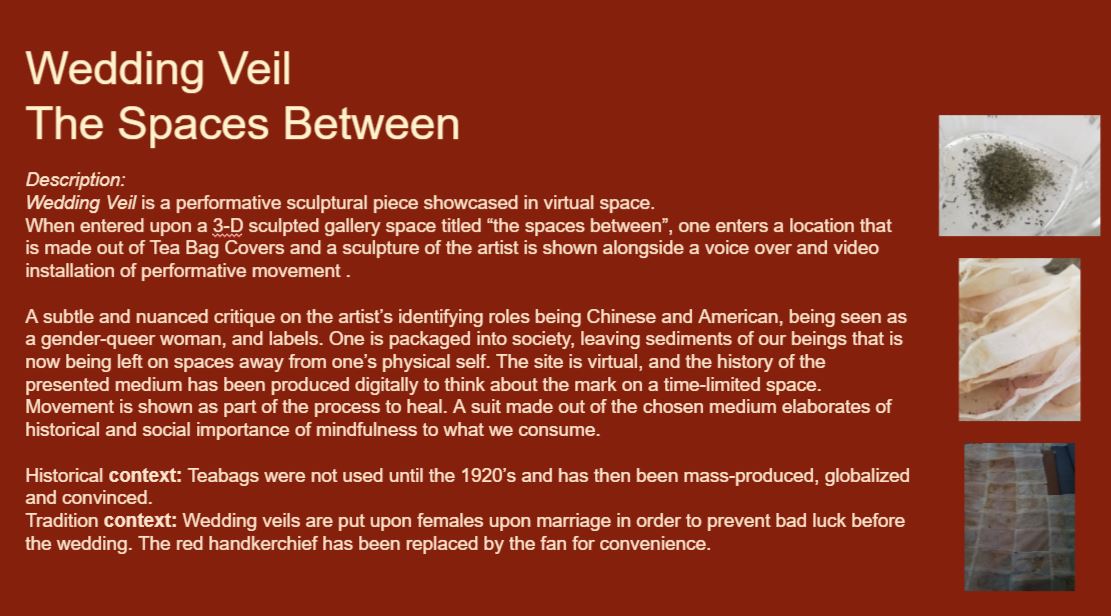 Wedding Veil
The Spaces Between
Description:
Wedding Veil is a performative sculptural piece showcased in virtual space.
When entered upon a 3-D sculpted gallery space titled “the spaces between”, one enters a location that
is made out of Tea Bag Covers and a sculpture of the artist is shown alongside a voice over and video
installation of performative movement .
A subtle and nuanced critique on the artist’s identifying roles being Chinese and American, being seen as
a gender-queer woman, and labels. One is packaged into society, leaving sediments of our beings that is
now being left on spaces away from one’s physical self. The site is virtual, and the history of the
presented medium has been produced digitally to think about the mark on a time-limited space.
Movement is shown as part of the process to heal. A suit made out of the chosen medium elaborates of
historical and social importance of mindfulness to what we consume.
Historical context: Teabags were not used until the 1920’s and has then been mass-produced, globalized
and convinced.
Tradition context: Wedding veils are put upon females upon marriage in order to prevent bad luck before
the wedding. The red handkerchief has been replaced by the fan for convenience.